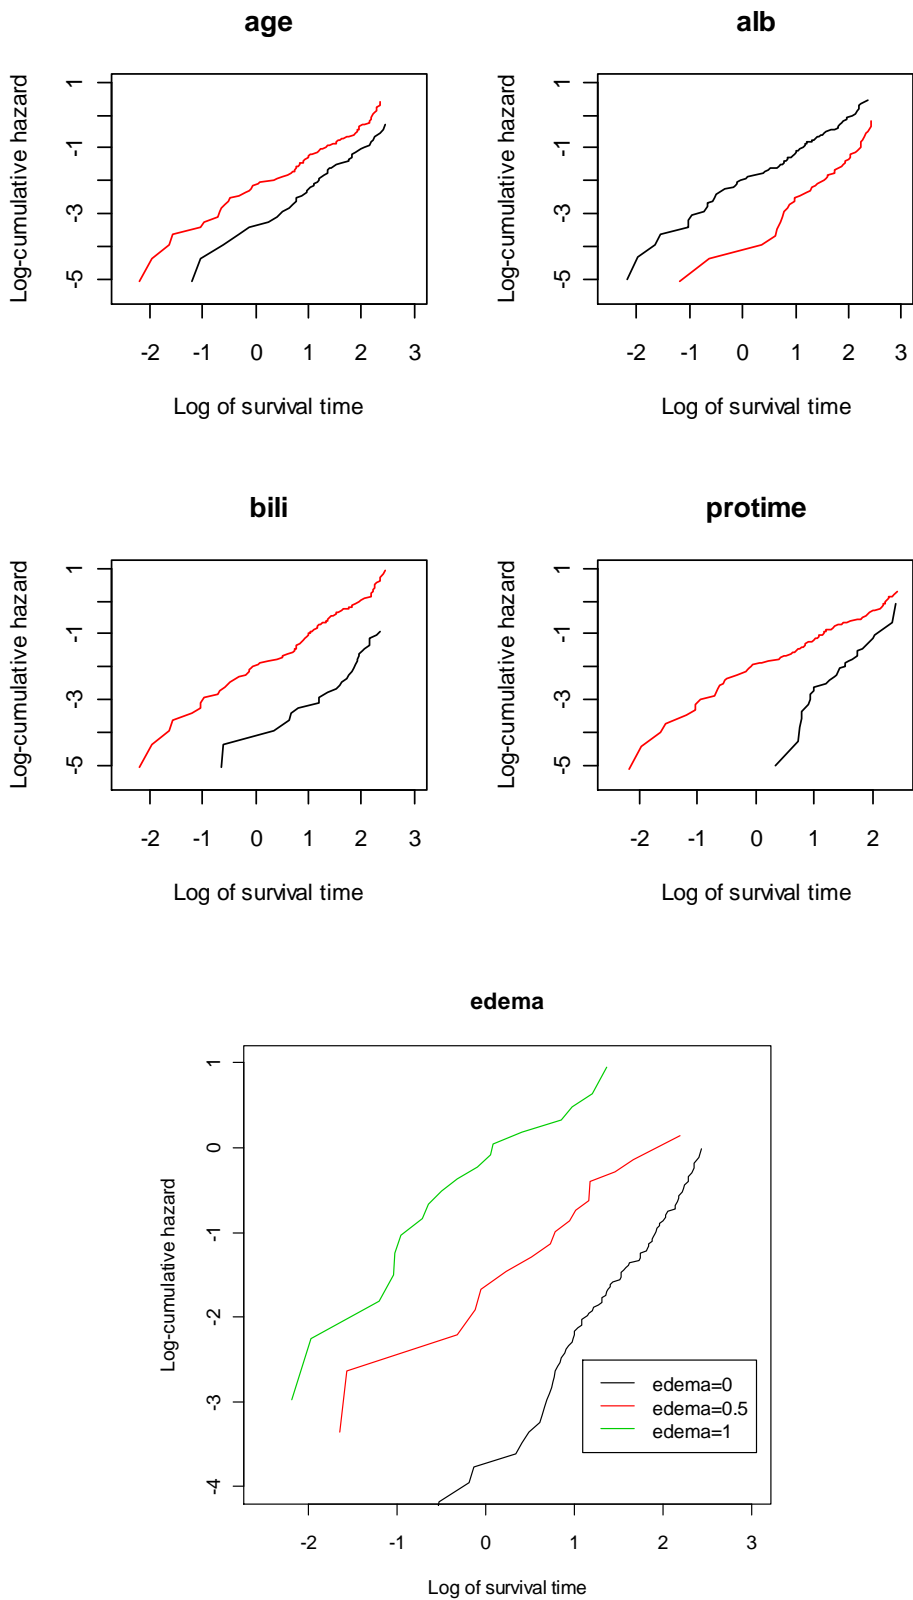 age
alb
Log-cumulative hazard
1
-1
-3
-5
-2 -1 0 1 2 3
Log of survival time
Log-cumulative hazard
1
-1
-3
-5
-2 -1 0 1 2 3
Log of survival time
bili
protime
Log-cumulative hazard
1
-1
-3
-5
-2 -1 0 1 2 3
Log of survival time
Log-cumulative hazard
1
-1
-3
-5
-2 -1 0 1 2
Log of survival time
edema
Log-cumulative hazard
1
0
-1
-2
-3
-4
edema=0
edema=0.5
edema=1
-2 -1 0 1 2 3
Log of survival time